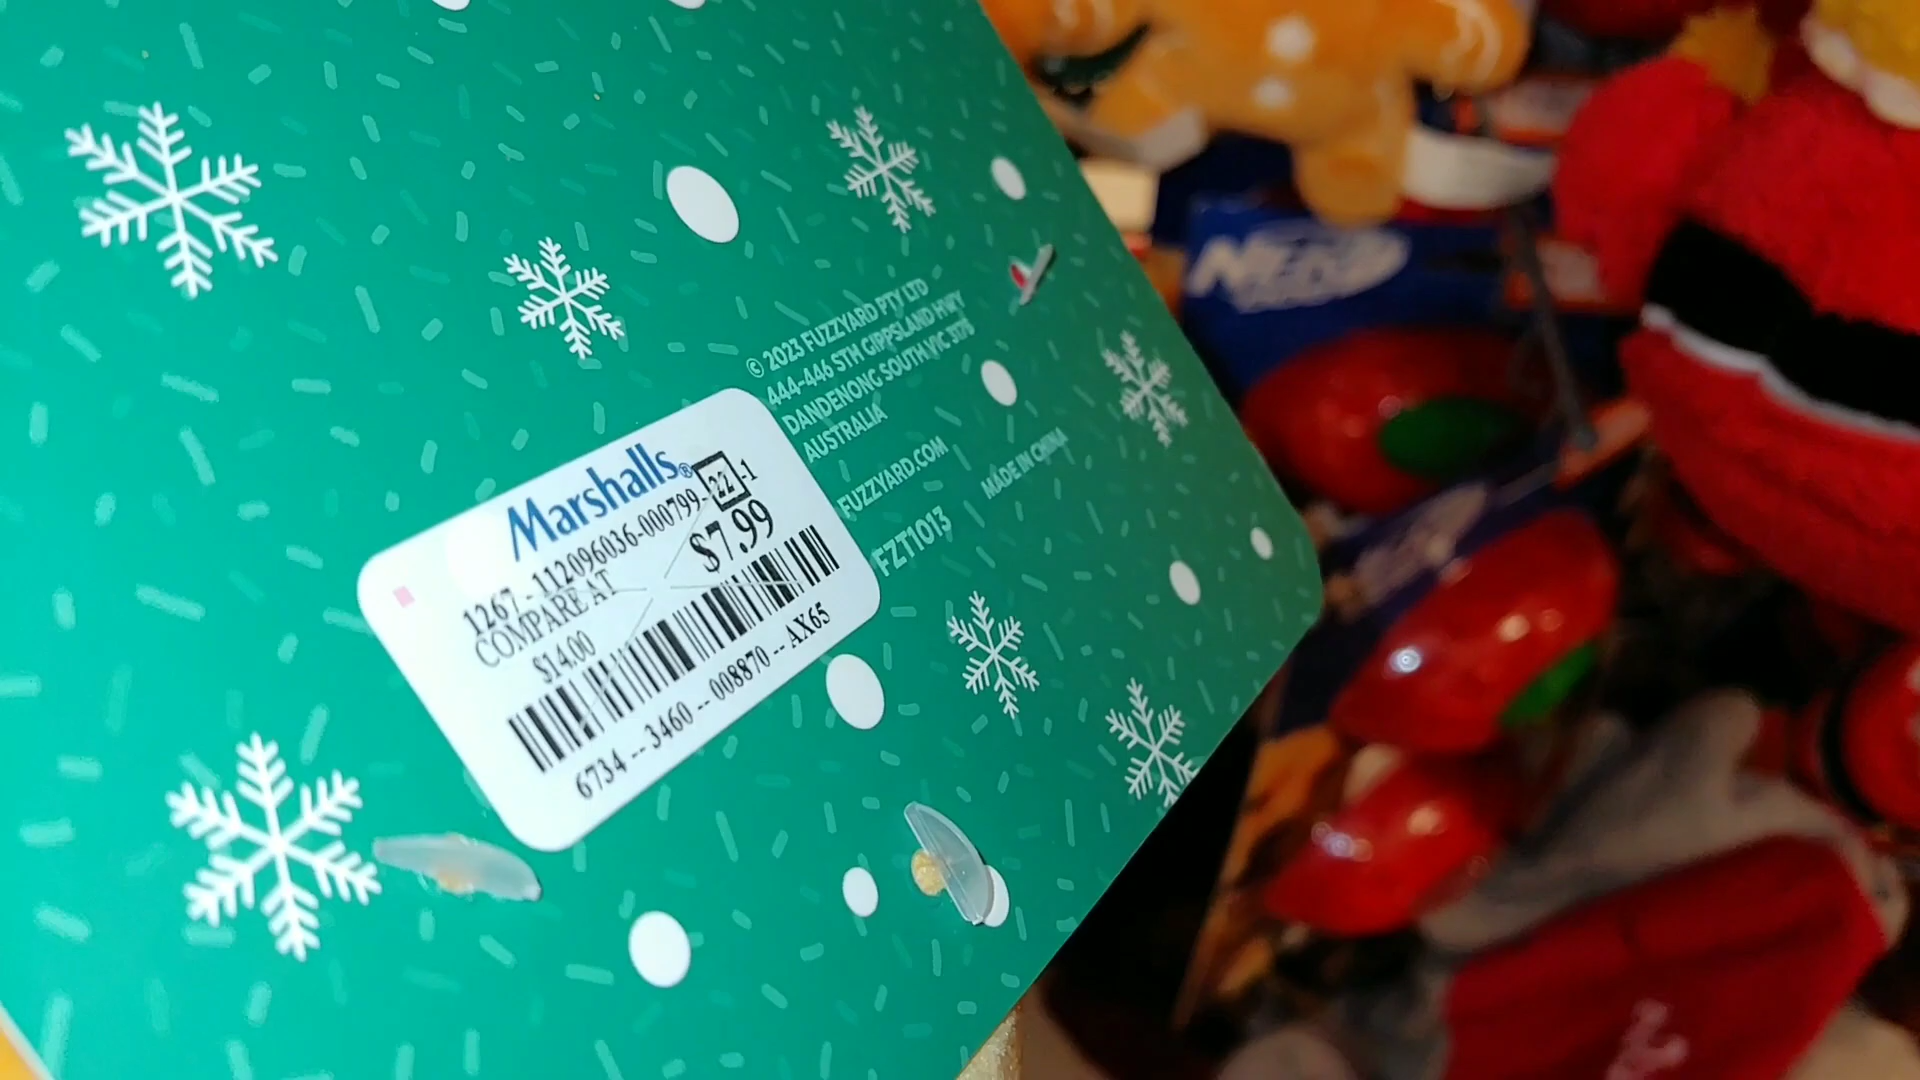 © 2023 FUZZYARD PTY LTD
444-446 STH GIPPSLAND HWY
DANDENONG SOUTH VIC 3175
AUSTRALIA
FUZZYARD.COM
MADE IN CHINA
FZT1013
Marshalls®
1267-112096036-000799-22-1
COMPARE AT
$14.00
$7.99
6734 -- 3460 -- 008870 -- AX65
NERF